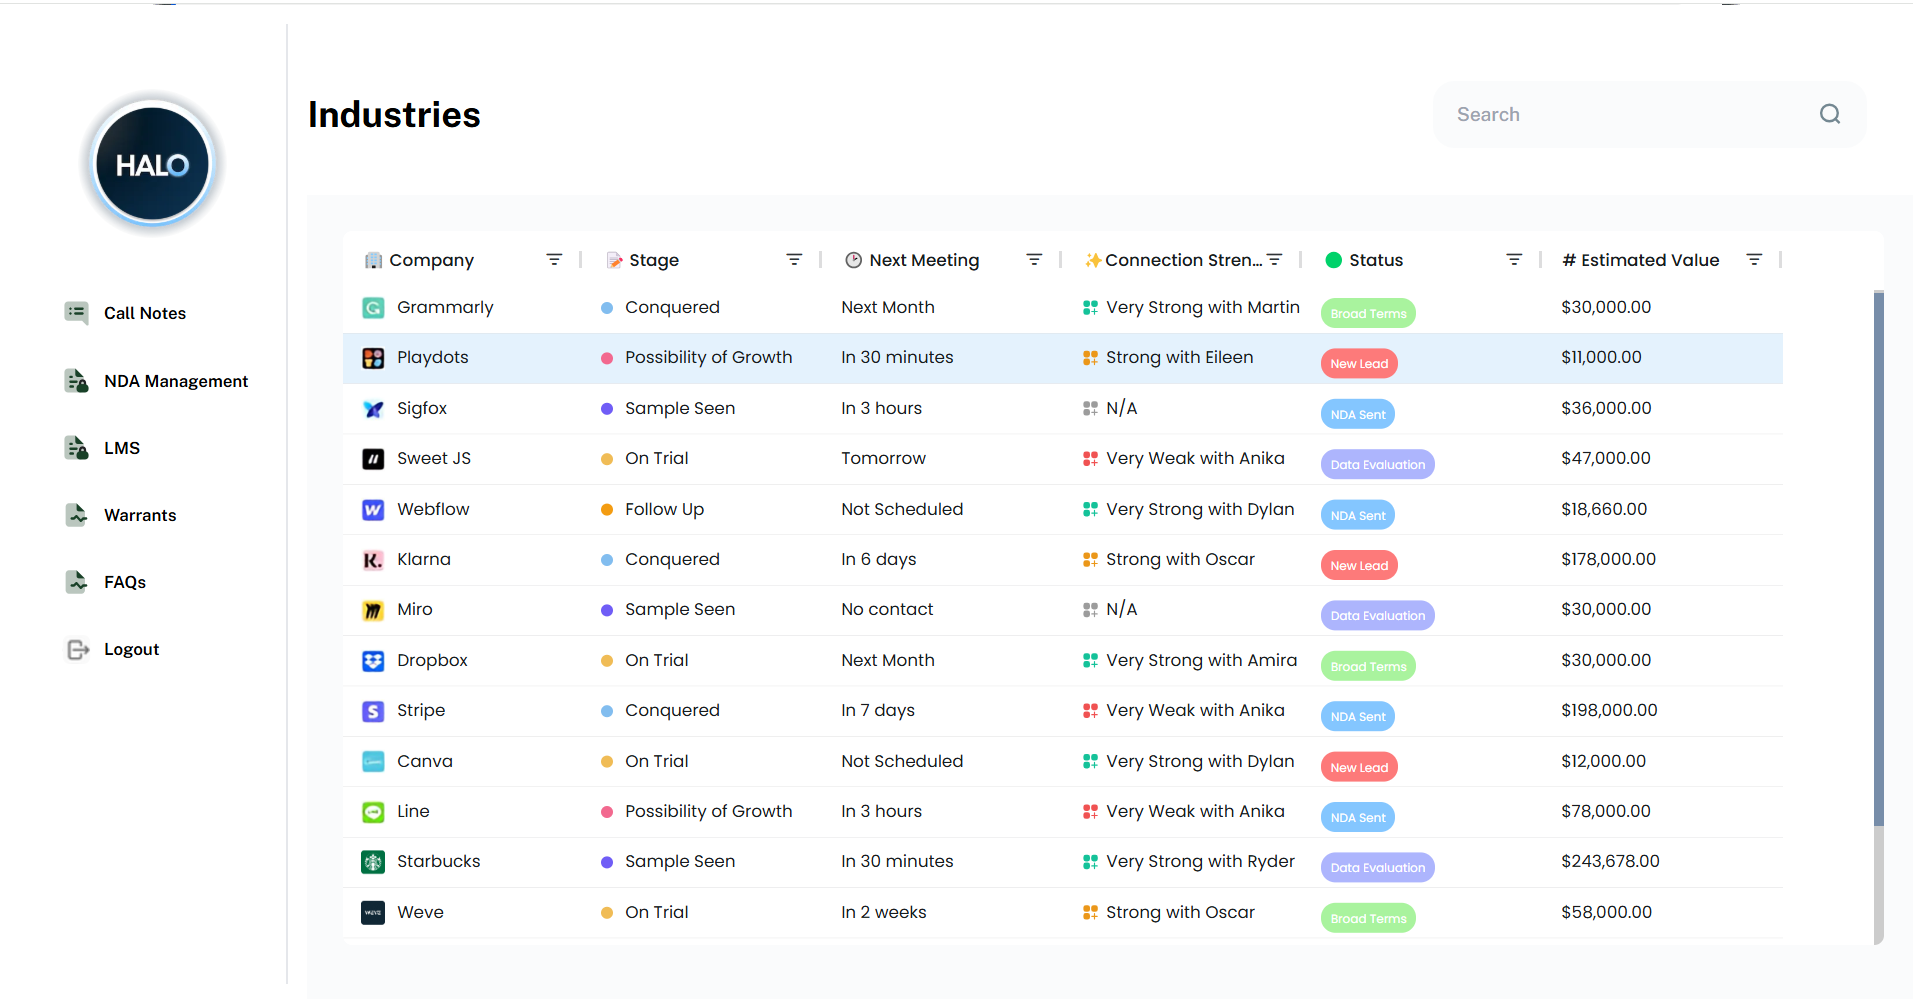 HALO
Industries
Search
Company Stage Next Meeting Connection Stren... Status # Estimated Value
Grammarly Conquered Next Month Very Strong with Martin Broad Terms $30,000.00
Playdots Possibility of Growth In 30 minutes Strong with Eileen New Lead $11,000.00
Sigfox Sample Seen In 3 hours N/A NDA Sent $36,000.00
Sweet JS On Trial Tomorrow Very Weak with Anika Data Evaluation $47,000.00
Webflow Follow Up Not Scheduled Very Strong with Dylan NDA Sent $18,660.00
Klarna Conquered In 6 days Strong with Oscar New Lead $178,000.00
Miro Sample Seen No contact N/A Data Evaluation $30,000.00
Dropbox On Trial Next Month Very Strong with Amira Broad Terms $30,000.00
Stripe Conquered In 7 days Very Weak with Anika NDA Sent $198,000.00
Canva On Trial Not Scheduled Very Strong with Dylan New Lead $12,000.00
Line Possibility of Growth In 3 hours Very Weak with Anika NDA Sent $78,000.00
Starbucks Sample Seen In 30 minutes Very Strong with Ryder Data Evaluation $243,678.00
Weve On Trial In 2 weeks Strong with Oscar Broad Terms $58,000.00
Call Notes
NDA Management
LMS
Warrants
FAQs
Logout